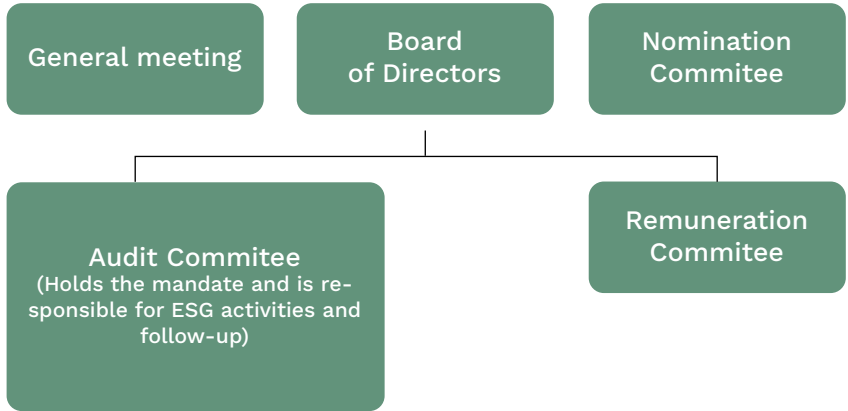 General meeting
Board
of Directors
Nomination
Commitee
Audit Commitee
(Holds the mandate and is re-
sponsible for ESG activities and
follow-up)
Remuneration
Commitee